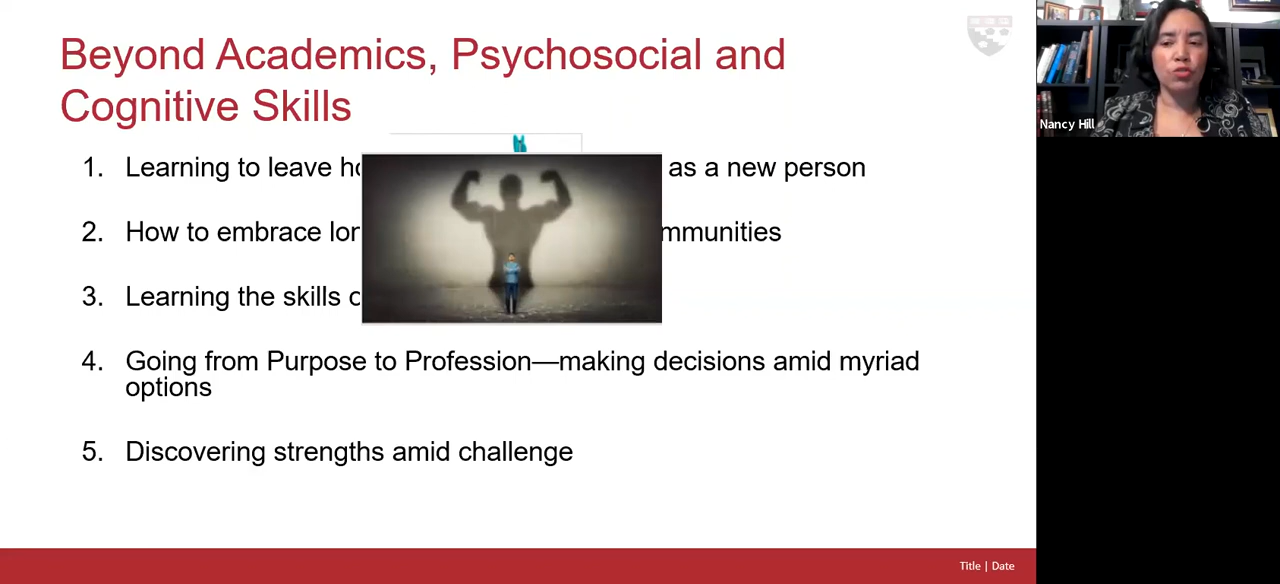 Beyond Academics, Psychosocial and
Cognitive Skills
1. Learning to leave as a new person
2. How to embrace mmunities
3. Learning the skills
4. Going from Purpose to Profession—making decisions amid myriad
options
5. Discovering strengths amid challenge
Title | Date
Nancy Hill